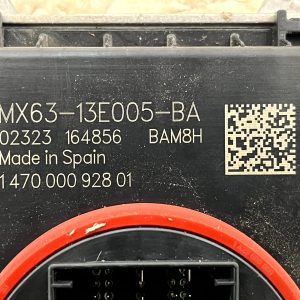 MX63-13E005-BA
02323 164856 BAM8H
Made in Spain
1 470 000 928 01